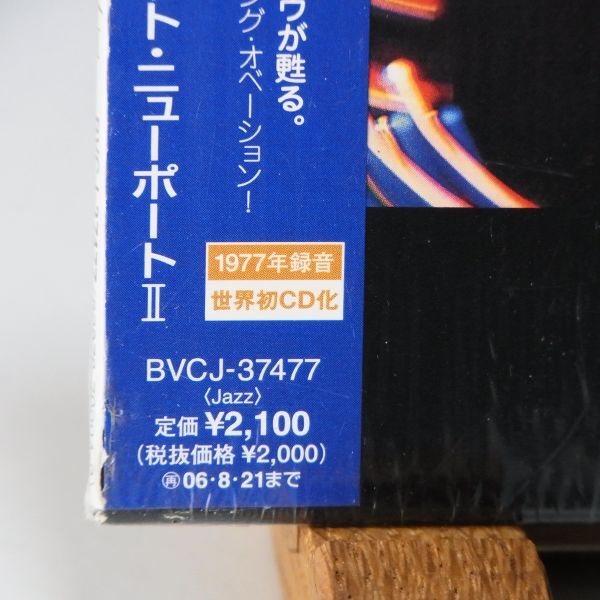 ウが甦る。
ング・オベーション!
ト・ニューポートⅡ
1977年録音
世界初CD化
BVCJ-37477
〈Jazz〉
定価 ¥2,100
(税抜価格 ¥2,000)
再 06・8・21まで